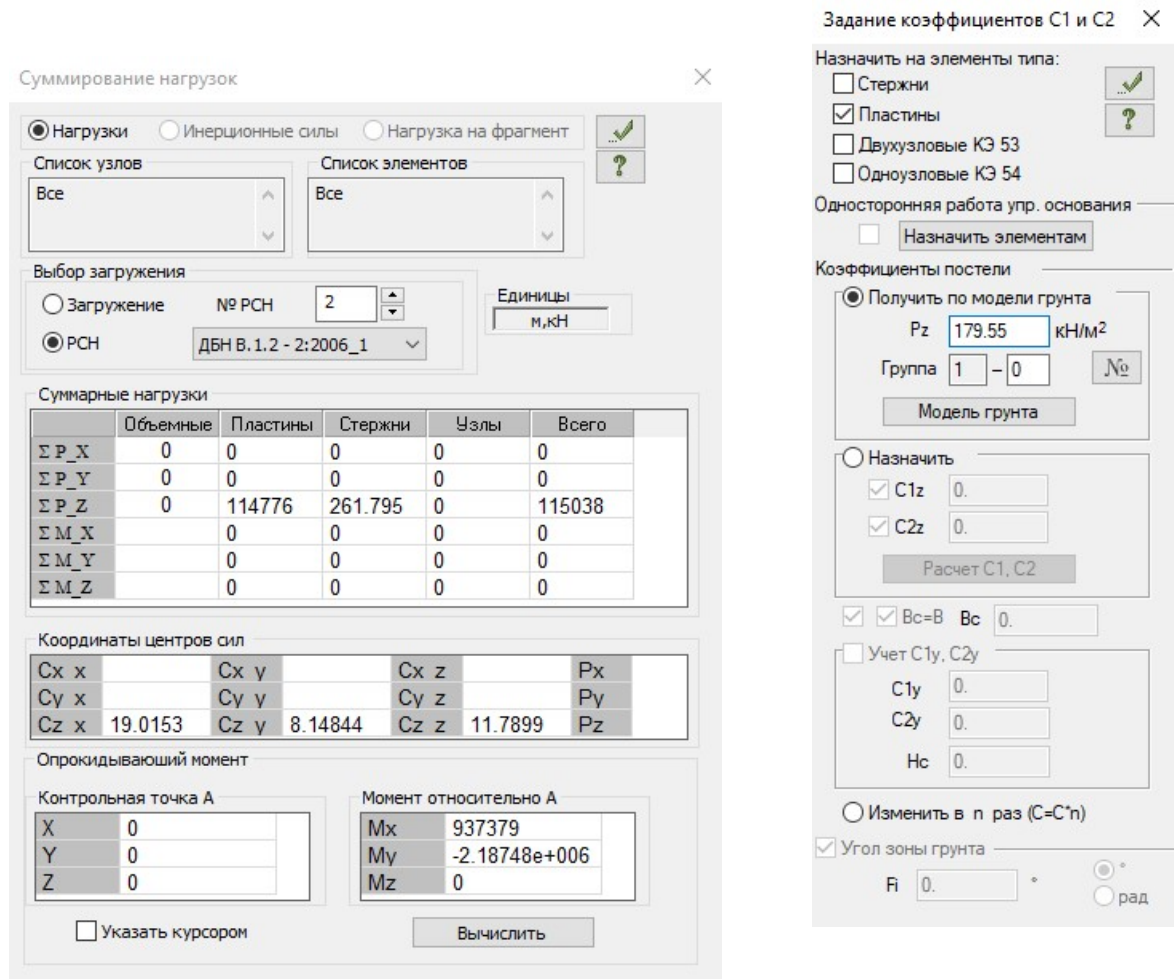 Суммирование нагрузок
Нагрузки Инерционные силы Нагрузка на фрагмент
Список узлов Список элементов
Все Все
Выбор загружения
Загружение № РСН 2
РСН ДБН В.1.2 - 2:2006_1
Единицы
м,кН
Суммарные нагрузки
Объемные Пластины Стержни Узлы Всего
Σ P_X 0 0 0 0 0
Σ P_Y 0 0 0 0 0
Σ P_Z 0 114776 261.795 0 115038
Σ M_X 0 0 0 0
Σ M_Y 0 0 0 0
Σ M_Z 0 0 0 0
Координаты центров сил
Cx x Cx y Cx z Px
Cy x Cy y Cy z Py
Cz x 19.0153 Cz y 8.14844 Cz z 11.7899 Pz
Опрокидывающий момент
Контрольная точка А Момент относительно А
X 0 Mx 937379
Y 0 My -2.18748e+006
Z 0 Mz 0
Указать курсором Вычислить
Задание коэффициентов С1 и С2
Назначить на элементы типа:
Стержни
Пластины
?
Двухузловые КЭ 53
Одноузловые КЭ 54
Односторонняя работа упр. основания
Назначить элементам
Коэффициенты постели
Получить по модели грунта
Pz 179.55 кН/м²
Группа 1 – 0 №
Модель грунта
Назначить
C1z 0.
C2z 0.
Расчет С1, С2
Bc=B Bc 0.
Учет С1y, С2y
C1y 0.
C2y 0.
Hc 0.
Изменить в n раз (С=С*n)
Угол зоны грунта
Fi 0. ° °
рад